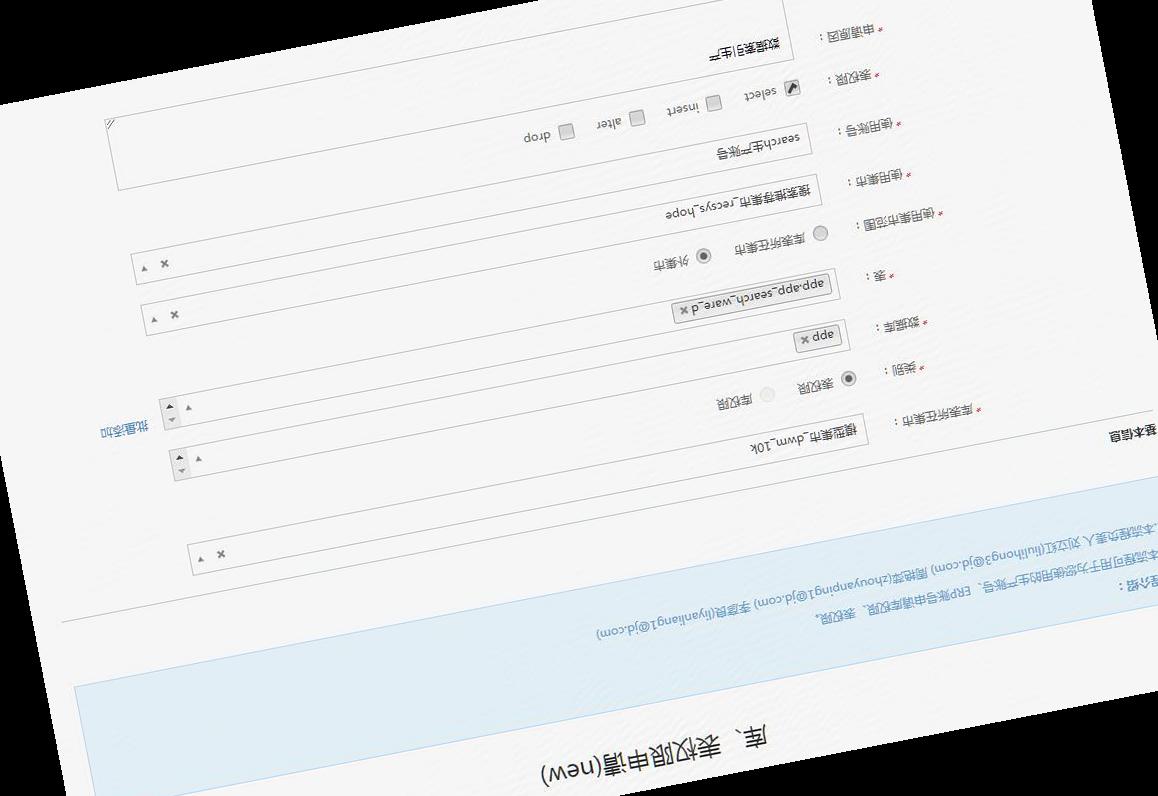 库、表权限申请(new)
程介绍：
本流程可用于为您使用的生产账号、ERP账号申请库权限、表权限。
本流程负责人 刘立红(liulihong3@jd.com) 周艳萍(zhouyanping1@jd.com) 李彦良(liyanliang1@jd.com)
基本信息
* 库表所在集市： 模型集市_dwm_10k
* 类别： 表权限 库权限
* 数据库： app
* 表： app.app_search_ware_d 批量添加
* 使用集市范围： 库表所在集市 外集市
* 使用集市： 搜索推荐集市_recsys_hope
* 使用账号： search生产账号
* 表权限： select insert alter drop
* 申请原因： 数据索引生产